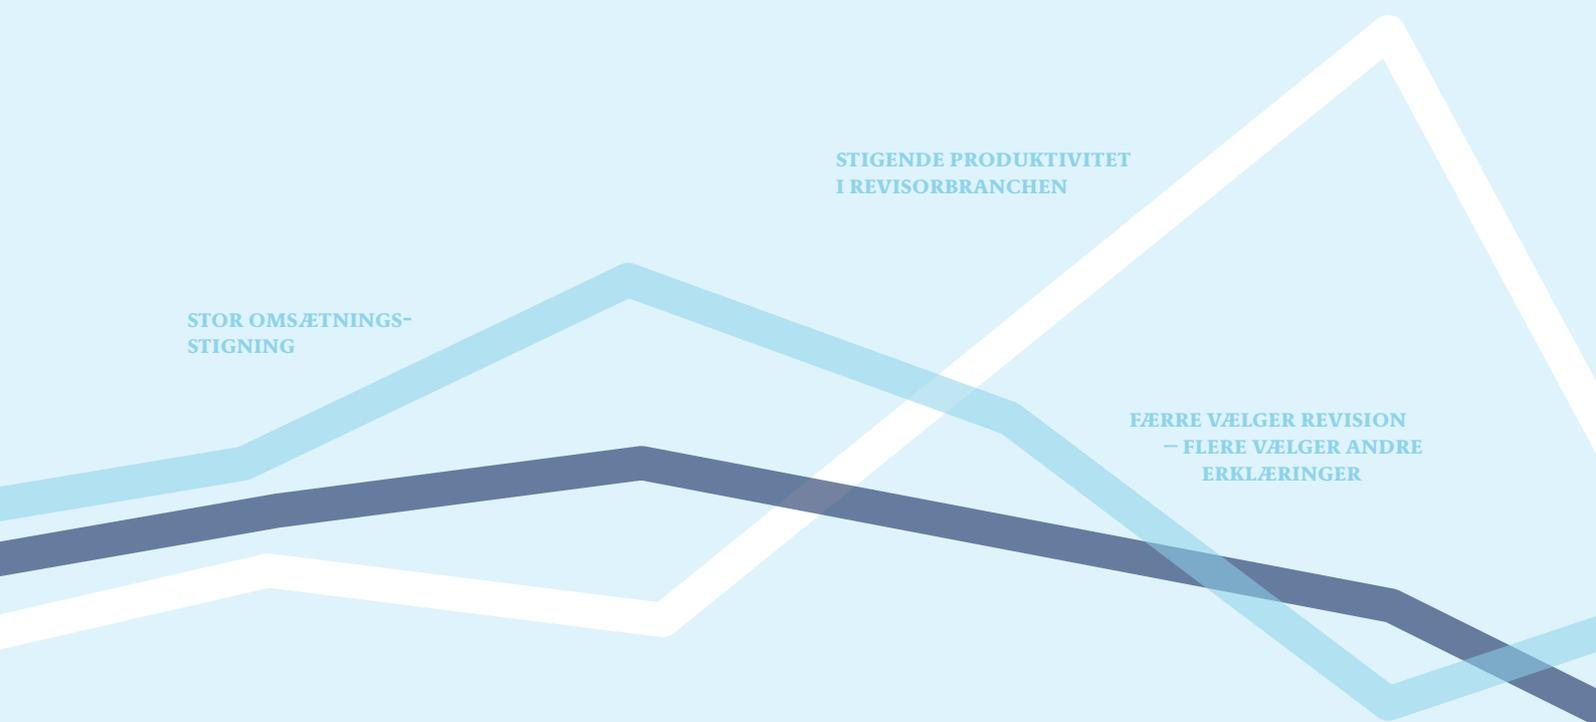 STIGENDE PRODUKTIVITET
I REVISORBRANCHEN
STOR OMSÆTNINGS-
STIGNING
FÆRRE VÆLGER REVISION
– FLERE VÆLGER ANDRE
ERKLÆRINGER